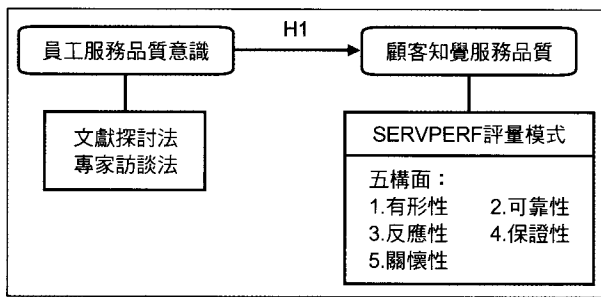 H1
員工服務品質意識
顧客知覺服務品質
文獻探討法
專家訪談法
SERVPERF評量模式
五構面：
1.有形性 2.可靠性
3.反應性 4.保證性
5.關懷性